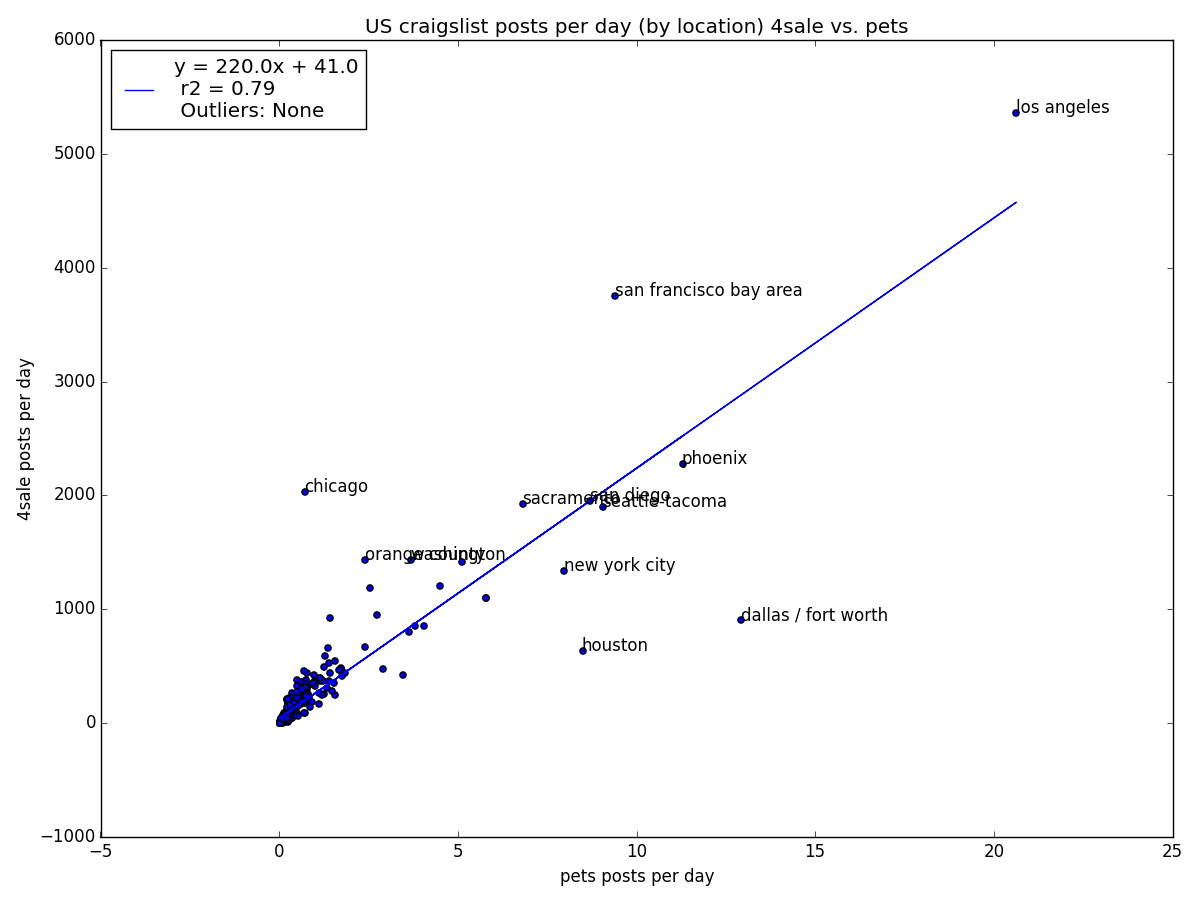 US craigslist posts per day (by location) 4sale vs. pets
y = 220.0x + 41.0
r2 = 0.79
Outliers: None
6000
5000
4000
3000
2000
1000
0
−1000
4sale posts per day
los angeles
san francisco bay area
phoenix
chicago
sacramento
san diego
seattle-tacoma
orange county
washington
new york city
dallas / fort worth
houston
−5
0
5
10
15
20
25
pets posts per day